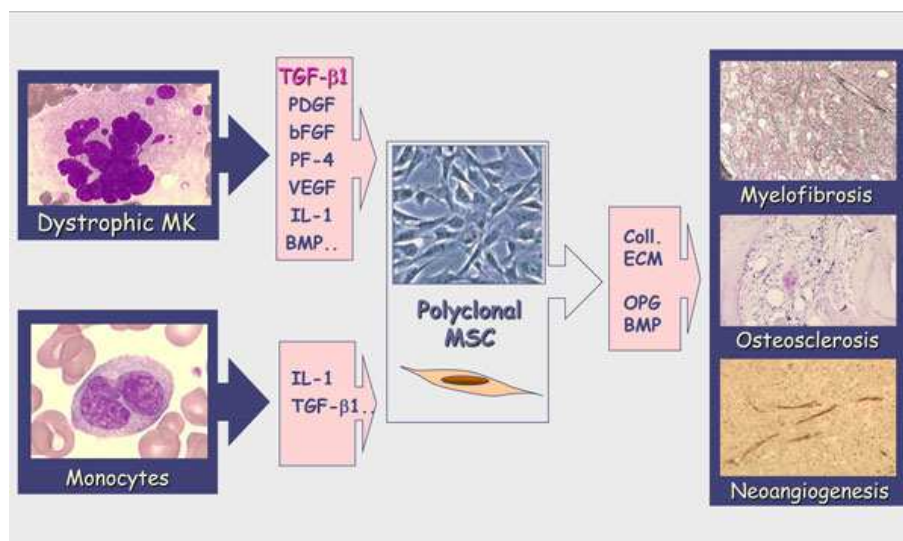 Dystrophic MK
TGF-β1
PDGF
bFGF
PF-4
VEGF
IL-1
BMP..
Monocytes
IL-1
TGF-β1..
Polyclonal
MSC
Coll.
ECM
OPG
BMP
Myelofibrosis
Osteosclerosis
Neoangiogenesis